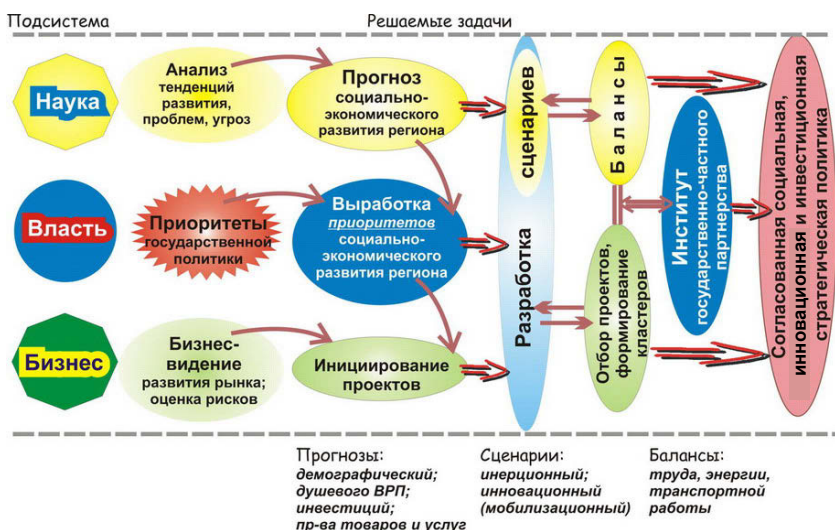 Подсистема
Решаемые задачи
Наука
Анализ
тенденций
развития,
проблем, угроз
Прогноз
социально-
экономического
развития региона
Власть
Приоритеты
государственной
политики
Выработка
приоритетов
социально-
экономического
развития региона
Бизнес
Бизнес-
видение
развития рынка;
оценка рисков
Инициирование
проектов
Разработка
сценариев
Балансы
Отбор проектов,
формирование
кластеров
Институт
государственно-частного
партнерства
Согласованная социальная,
инновационная и инвестиционная
стратегическая политика
Прогнозы:
демографический;
душевого ВРП;
инвестиций;
пр-ва товаров и услуг
Сценарии:
инерционный;
инновационный
(мобилизационный)
Балансы:
труда, энергии,
транспортной
работы